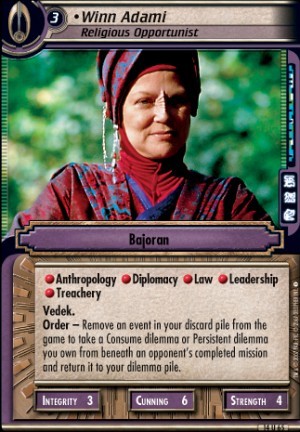 3
• Winn Adami
Religious Opportunist
Bajoran
Anthropology Diplomacy Law Leadership
Treachery
Vedek.
Order – Remove an event in your discard pile from the
game to take a Consume dilemma or Persistent dilemma
you own from beneath an opponent's completed mission
and return it to your dilemma pile.
INTEGRITY 3 CUNNING 6 STRENGTH 4